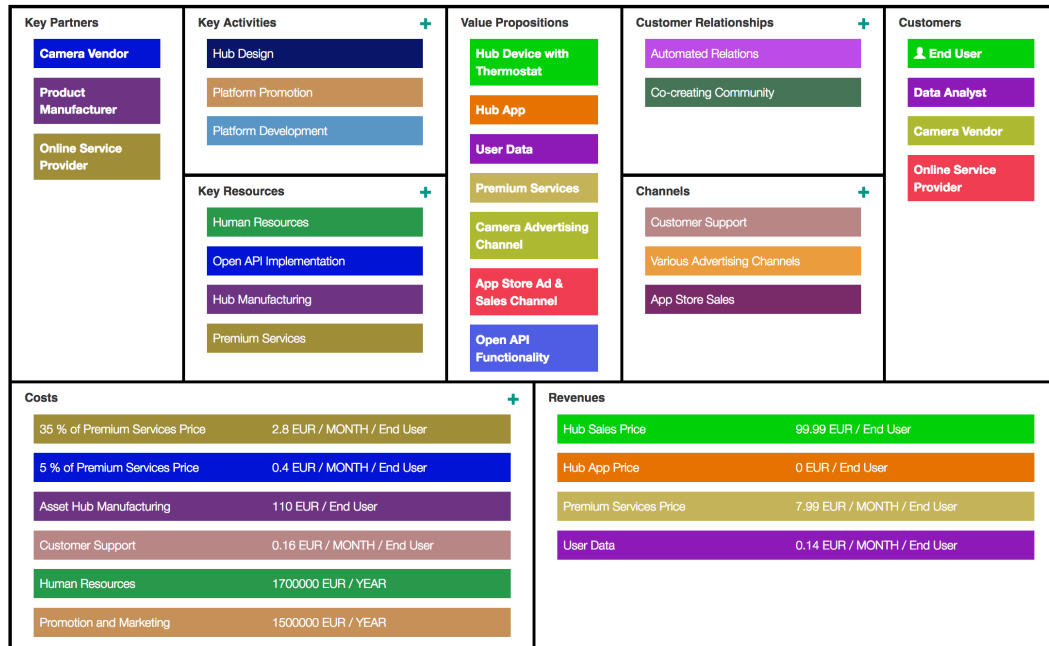 Key Partners
Camera Vendor
Product
Manufacturer
Online Service
Provider
Key Activities
Hub Design
Platform Promotion
Platform Development
Key Resources
Human Resources
Open API Implementation
Hub Manufacturing
Premium Services
Value Propositions
Hub Device with
Thermostat
Hub App
User Data
Premium Services
Camera Advertising
Channel
App Store Ad &
Sales Channel
Open API
Functionality
Customer Relationships
Automated Relations
Co-creating Community
Channels
Customer Support
Various Advertising Channels
App Store Sales
Customers
End User
Data Analyst
Camera Vendor
Online Service
Provider
Costs
35 % of Premium Services Price 2.8 EUR / MONTH / End User
5 % of Premium Services Price 0.4 EUR / MONTH / End User
Asset Hub Manufacturing 110 EUR / End User
Customer Support 0.16 EUR / MONTH / End User
Human Resources 1700000 EUR / YEAR
Promotion and Marketing 1500000 EUR / YEAR
Revenues
Hub Sales Price 99.99 EUR / End User
Hub App Price 0 EUR / End User
Premium Services Price 7.99 EUR / MONTH / End User
User Data 0.14 EUR / MONTH / End User